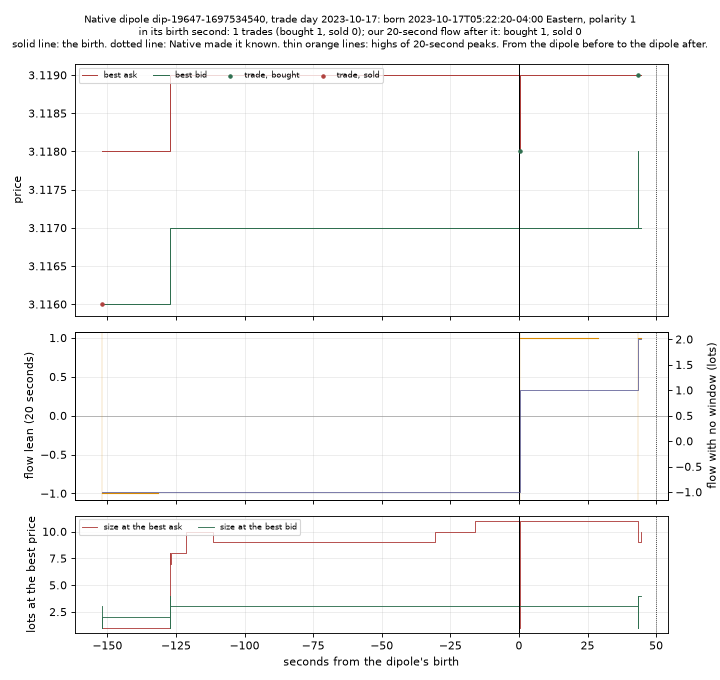 Native dipole dip-19647-1697534540, trade day 2023-10-17: born 2023-10-17T05:22:20-04:00 Eastern, polarity 1
in its birth second: 1 trades (bought 1, sold 0); our 20-second flow after it: bought 1, sold 0
solid line: the birth. dotted line: Native made it known. thin orange lines: highs of 20-second peaks. From the dipole before to the dipole after.
3.1190
3.1185
3.1180
3.1175
3.1170
3.1165
3.1160
price
best ask
best bid
trade, bought
trade, sold
1.0
0.5
0.0
−0.5
−1.0
flow lean (20 seconds)
2.0
1.5
1.0
0.5
0.0
−0.5
−1.0
flow with no window (lots)
10.0
7.5
5.0
2.5
lots at the best price
size at the best ask
size at the best bid
−150
−125
−100
−75
−50
−25
0
25
50
seconds from the dipole's birth